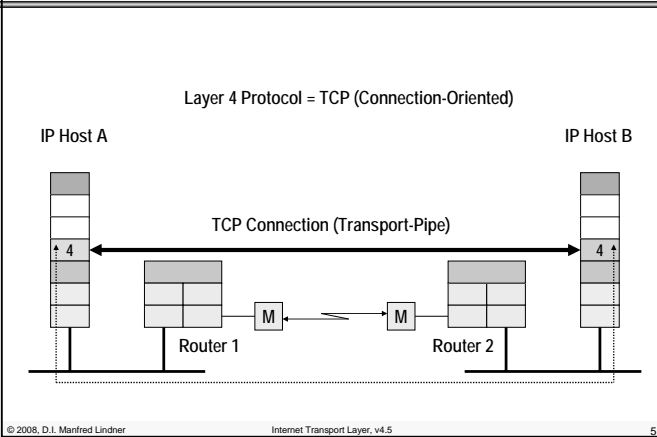 Layer 4 Protocol = TCP (Connection-Oriented)
IP Host A
IP Host B
TCP Connection (Transport-Pipe)
4
4
M
M
Router 1
Router 2
© 2008, D.I. Manfred Lindner
Internet Transport Layer, v4.5
5